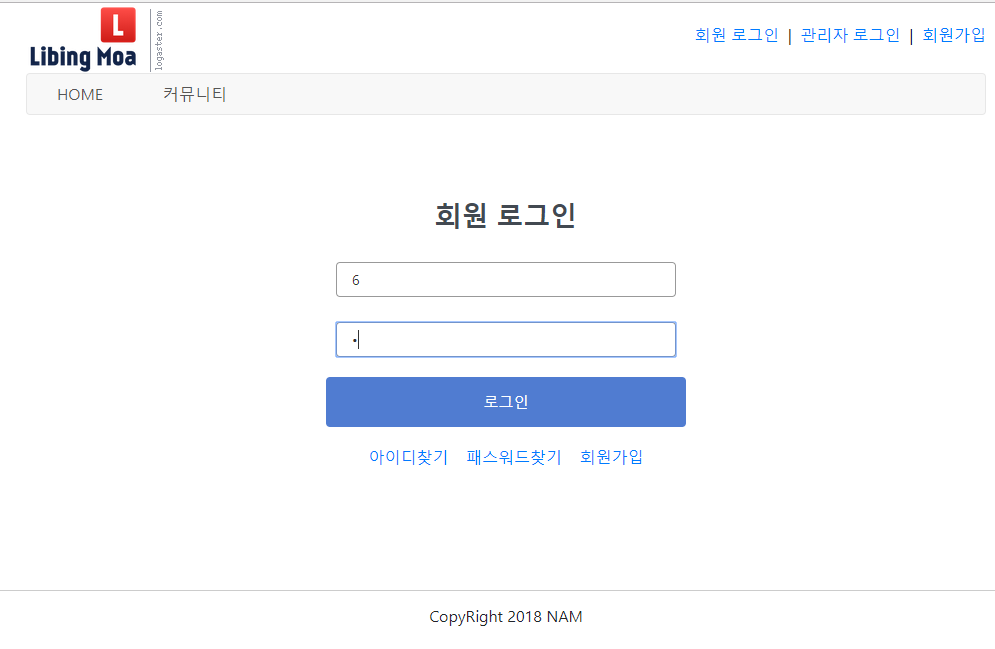 L
Libing Moa
logaster.com
회원 로그인 | 관리자 로그인 | 회원가입
HOME 커뮤니티
회원 로그인
6
•
로그인
아이디찾기 패스워드찾기 회원가입
CopyRight 2018 NAM